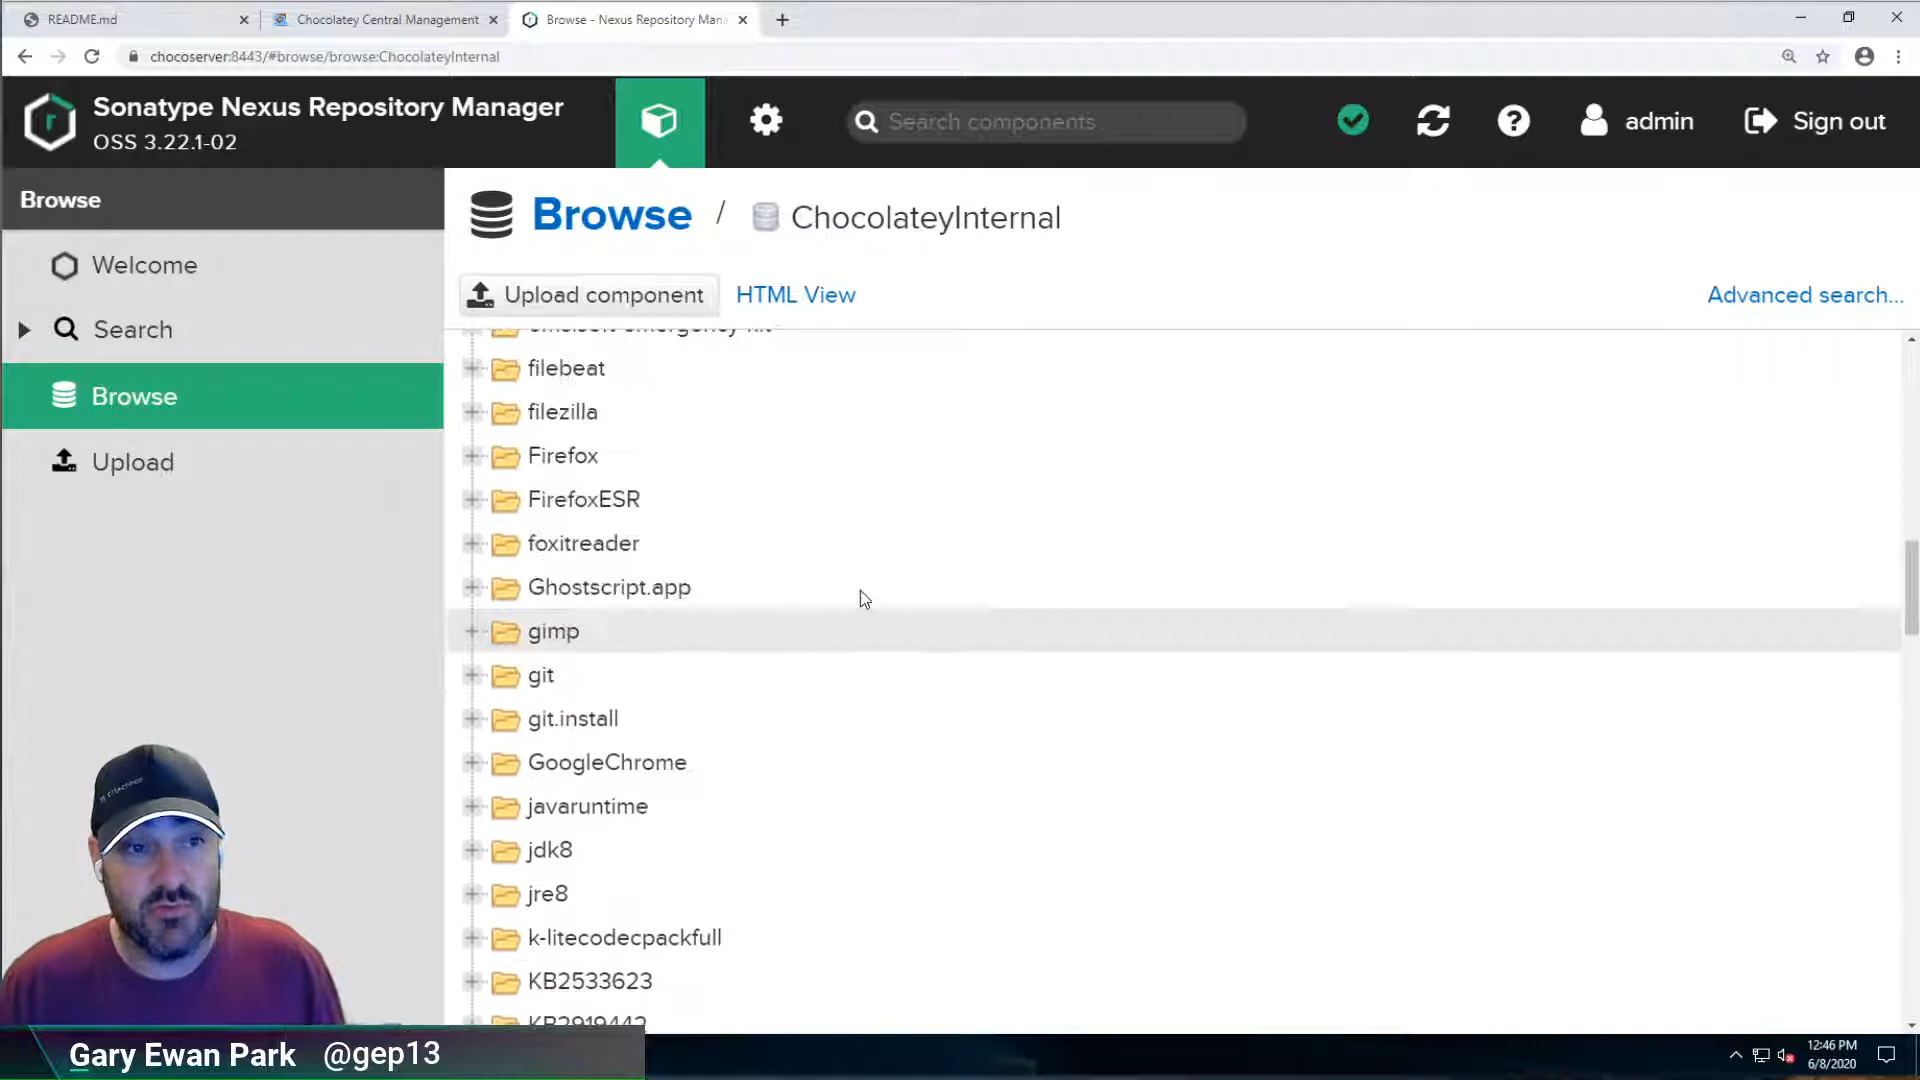 README.md
Chocolatey Central Management
Browse - Nexus Repository Mana
chocoserver:8443/#browse/browse:ChocolateyInternal
Sonatype Nexus Repository Manager
OSS 3.22.1-02
Search components
admin
Sign out
Browse
Welcome
Search
Browse
Upload
Browse / ChocolateyInternal
Upload component
HTML View
Advanced search...
filebeat
filezilla
Firefox
FirefoxESR
foxitreader
Ghostscript.app
gimp
git
git.install
GoogleChrome
javaruntime
jdk8
jre8
k-litecodecpackfull
KB2533623
KB2919442
Gary Ewan Park @gep13
12:46 PM
6/8/2020